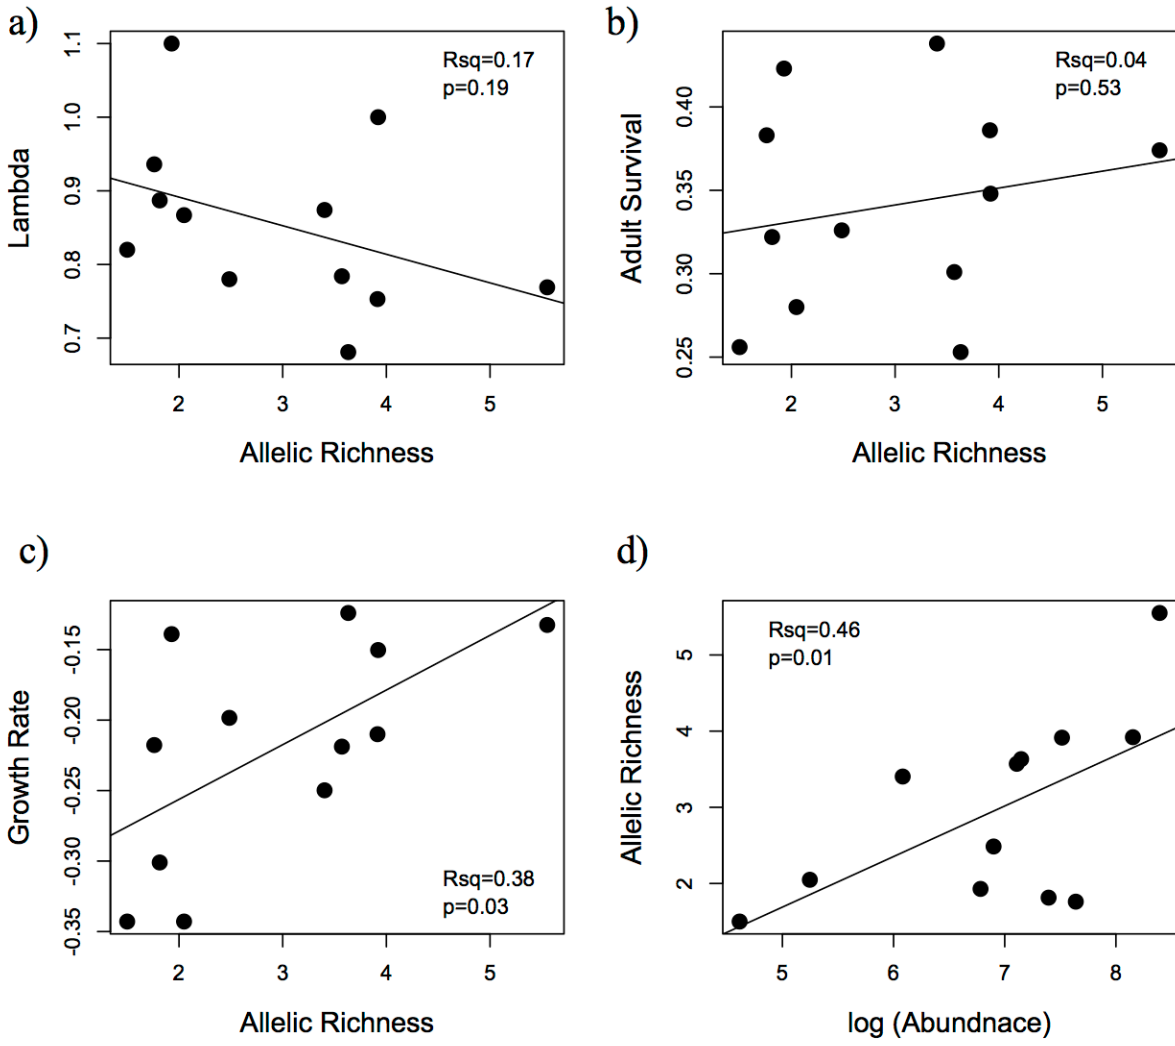 a)
Rsq=0.17
p=0.19
Lambda
1.1
1.0
0.9
0.8
0.7
2 3 4 5
Allelic Richness
b)
Rsq=0.04
p=0.53
Adult Survival
0.40
0.35
0.30
0.25
2 3 4 5
Allelic Richness
c)
Growth Rate
-0.15
-0.20
-0.25
-0.30
-0.35
Rsq=0.38
p=0.03
2 3 4 5
Allelic Richness
d)
Rsq=0.46
p=0.01
Allelic Richness
5
4
3
2
5 6 7 8
log (Abundnace)